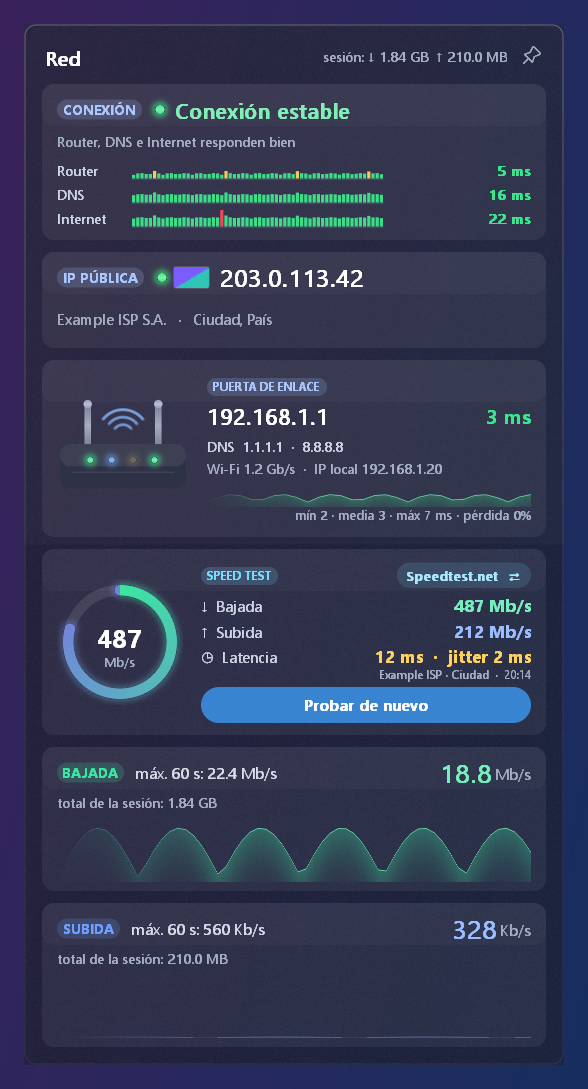 Red
sesión: ↓ 1.84 GB ↑ 210.0 MB
CONEXIÓN Conexión estable
Router, DNS e Internet responden bien
Router 5 ms
DNS 16 ms
Internet 22 ms
IP PÚBLICA 203.0.113.42
Example ISP S.A. · Ciudad, País
PUERTA DE ENLACE
192.168.1.1 3 ms
DNS 1.1.1.1 · 8.8.8.8
Wi-Fi 1.2 Gb/s · IP local 192.168.1.20
mín 2 · media 3 · máx 7 ms · pérdida 0%
SPEED TEST Speedtest.net ⇄
487
Mb/s
↓ Bajada 487 Mb/s
↑ Subida 212 Mb/s
Latencia 12 ms · jitter 2 ms
Example ISP · Ciudad · 20:14
Probar de nuevo
BAJADA máx. 60 s: 22.4 Mb/s 18.8 Mb/s
total de la sesión: 1.84 GB
SUBIDA máx. 60 s: 560 Kb/s 328 Kb/s
total de la sesión: 210.0 MB